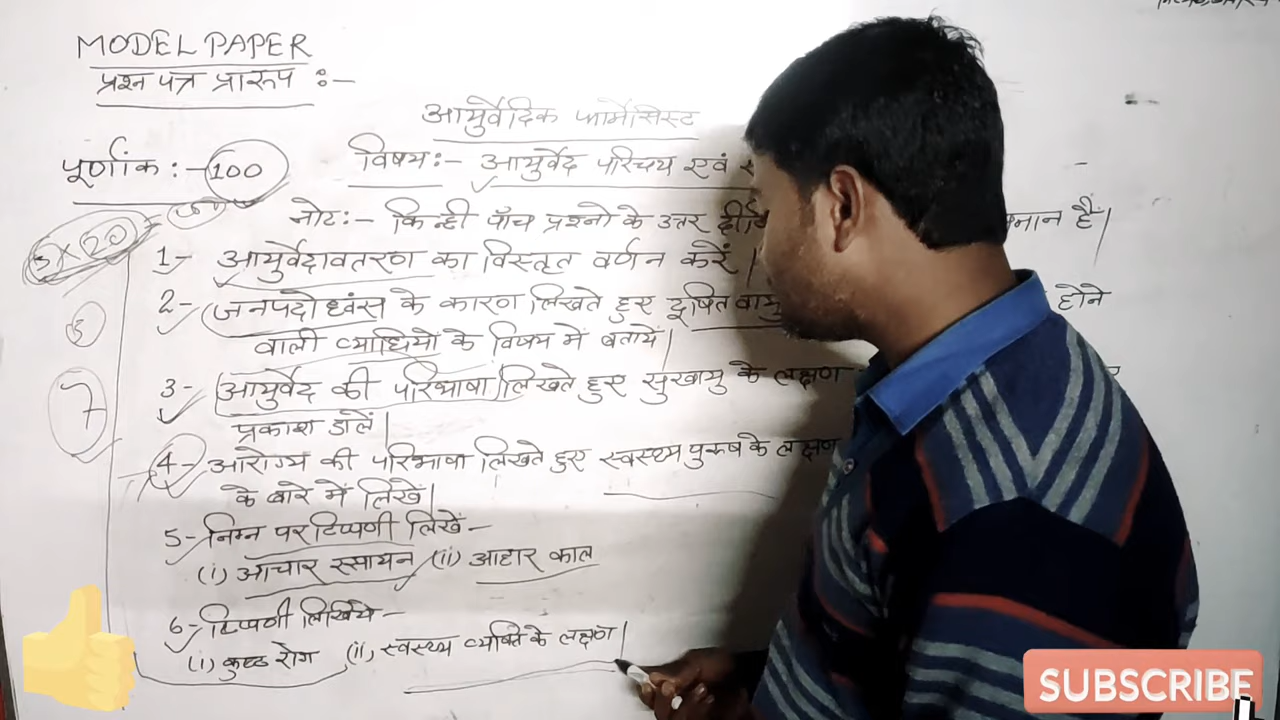 MODEL PAPER
प्रश्न पत्र प्रारूप :-
आयुर्वेदिक फार्मेसिस्ट
पूर्णांक :- 100
विषय:- आयुर्वेद परिचय एवं
नोट:- किन्ही पाँच प्रश्नो के उत्तर है|
5 X 20
1- आयुर्वेदावतरण का विस्तृत वर्णन करें |
5
2- जनपदोध्वंस के कारण लिखते हुए दूषित वायु होने
वाली व्याधियो के विषय में बतायें|
7
3- आयुर्वेद की परिभाषा लिखते हुए सुखायु के लक्षण
प्रकाश डालें|
4- आरोग्य की परिभाषा लिखते हुए स्वस्थ्य पुरुष के लक्षण
के बारे में लिखें|
5- निम्न पर टिप्पणी लिखें -
(i) आचार रसायन (ii) आहार काल
6- टिप्पणी लिखिये -
(i) कुष्ठ रोग (ii) स्वस्थ्य व्यक्ति के लक्षण|
SUBSCRIBE